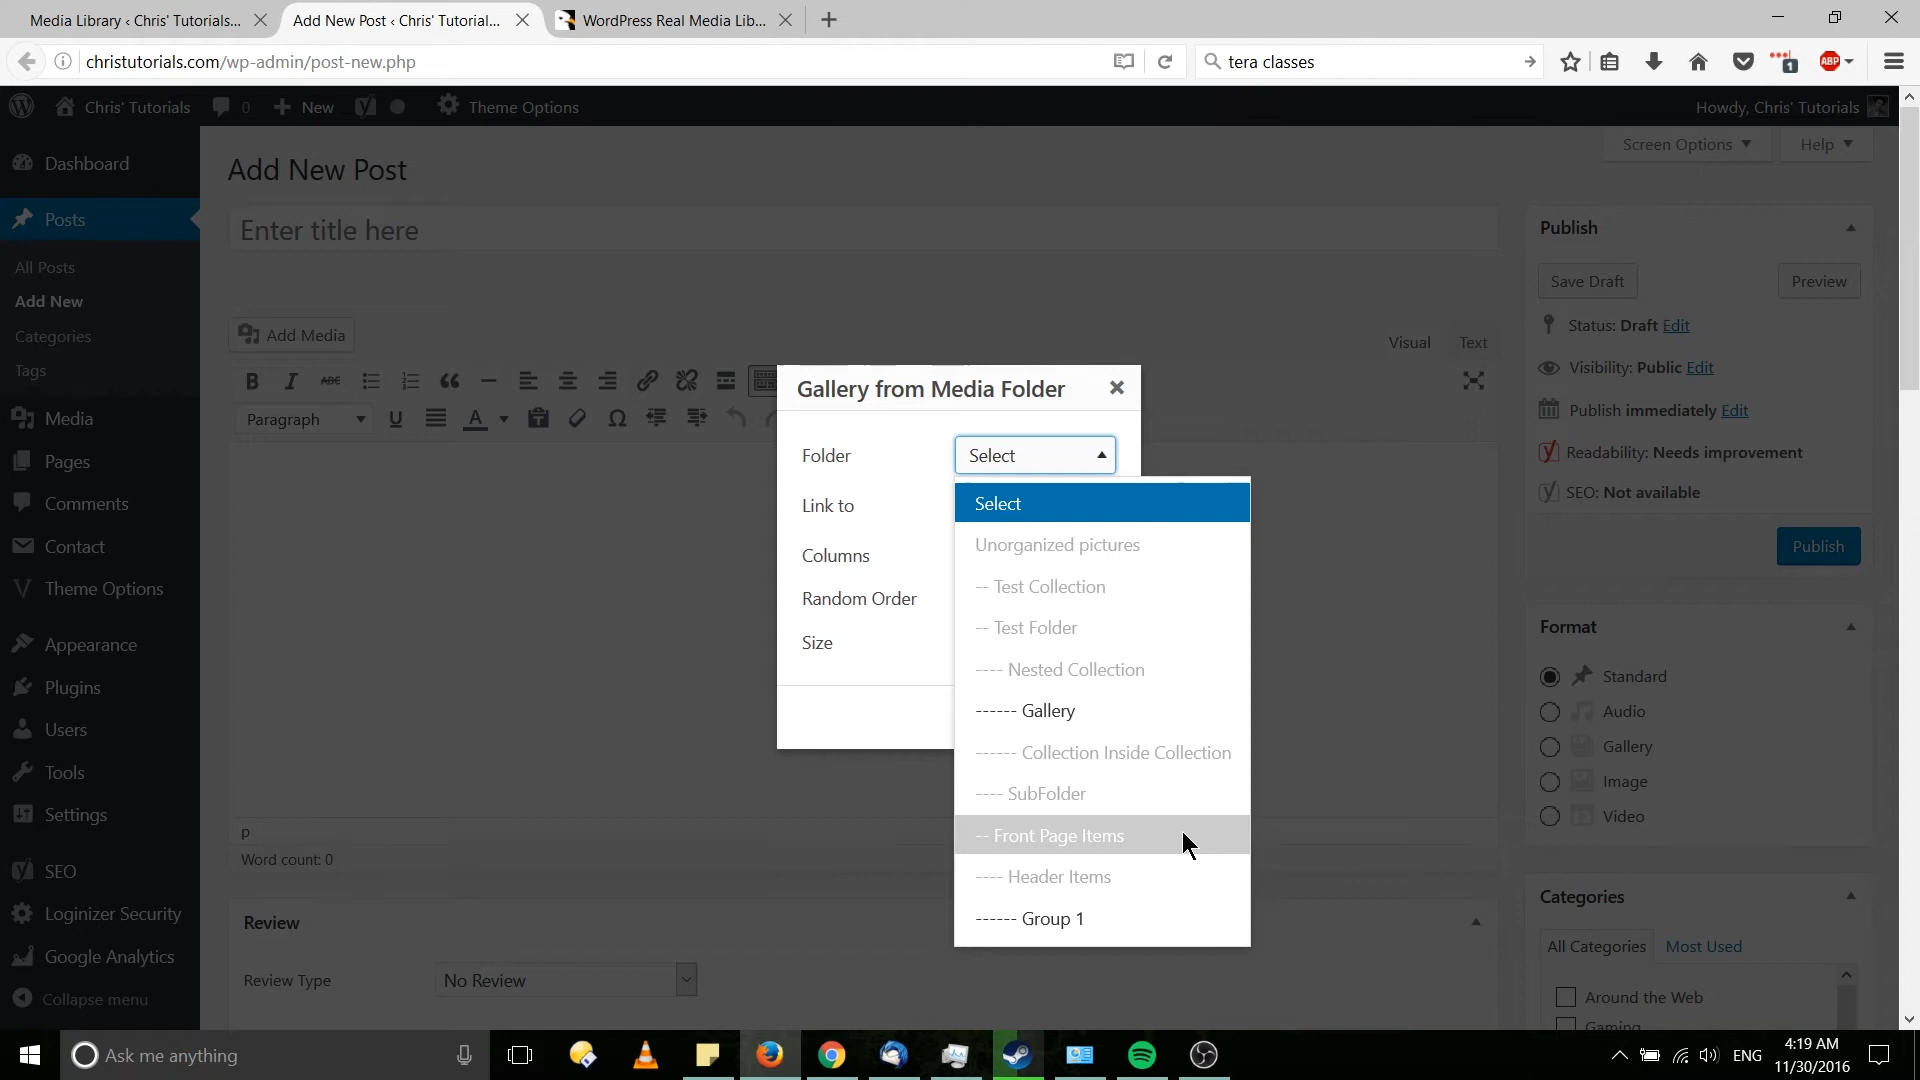 Media Library ‹ Chris' Tutorials...
Add New Post ‹ Chris' Tutorial...
WordPress Real Media Lib...
christutorials.com/wp-admin/post-new.php
tera classes
1
ABP
Chris' Tutorials
0
New
Theme Options
Howdy, Chris' Tutorials
Screen Options
Help
Dashboard
Posts
All Posts
Add New
Categories
Tags
Media
Pages
Comments
Contact
Theme Options
Appearance
Plugins
Users
Tools
Settings
SEO
Loginizer Security
Google Analytics
Collapse menu
Add New Post
Enter title here
Add Media
Visual
Text
B I ABC
Paragraph
U
A
p
Word count: 0
Review
Review Type
No Review
Gallery from Media Folder
Folder
Select
Link to
Columns
Random Order
Size
Select
Unorganized pictures
-- Test Collection
-- Test Folder
---- Nested Collection
------ Gallery
------ Collection Inside Collection
---- SubFolder
-- Front Page Items
---- Header Items
------ Group 1
Publish
Save Draft
Preview
Status: Draft Edit
Visibility: Public Edit
Publish immediately Edit
Readability: Needs improvement
SEO: Not available
Publish
Format
Standard
Audio
Gallery
Image
Video
Categories
All Categories
Most Used
Around the Web
Gaming
Ask me anything
ENG
4:19 AM
11/30/2016